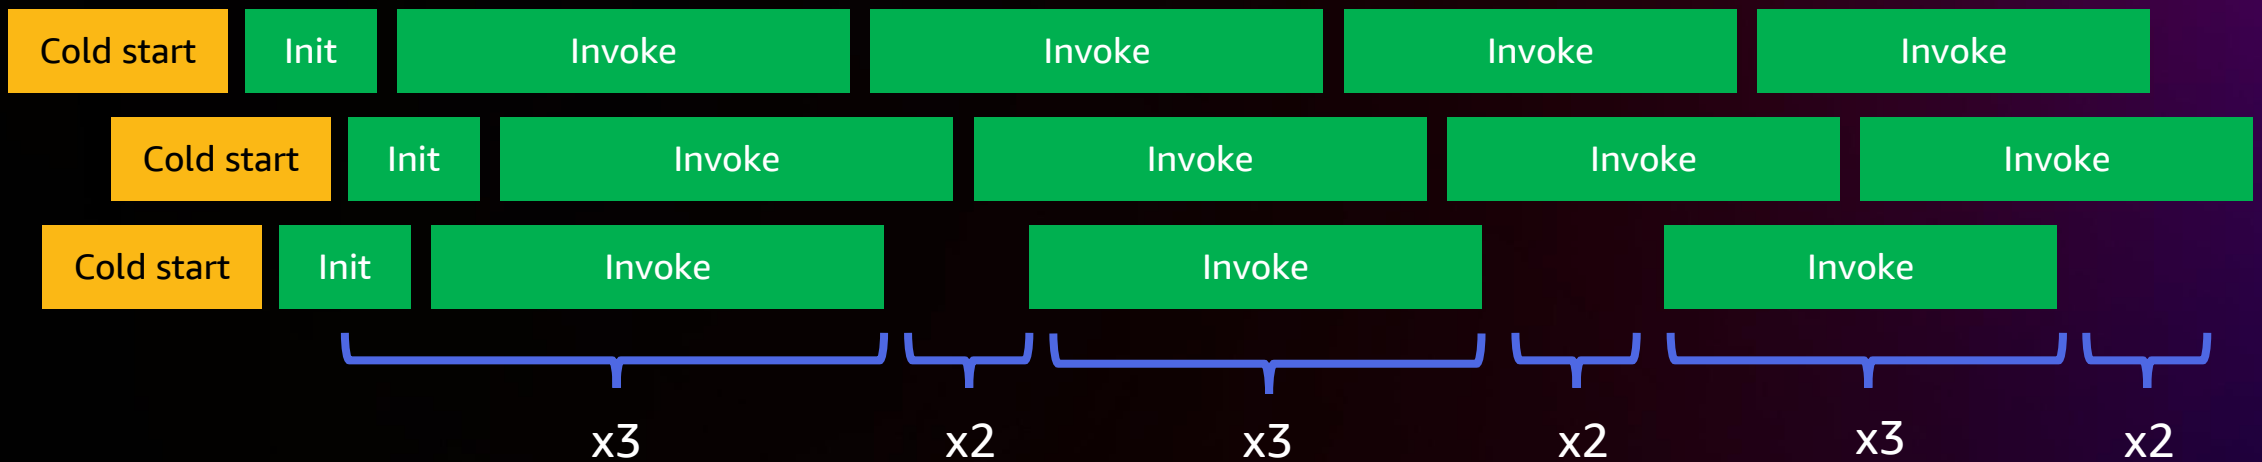 Cold start Init Invoke Invoke Invoke Invoke
Cold start Init Invoke Invoke Invoke Invoke
Cold start Init Invoke Invoke Invoke
x3 x2 x3 x2 x3 x2